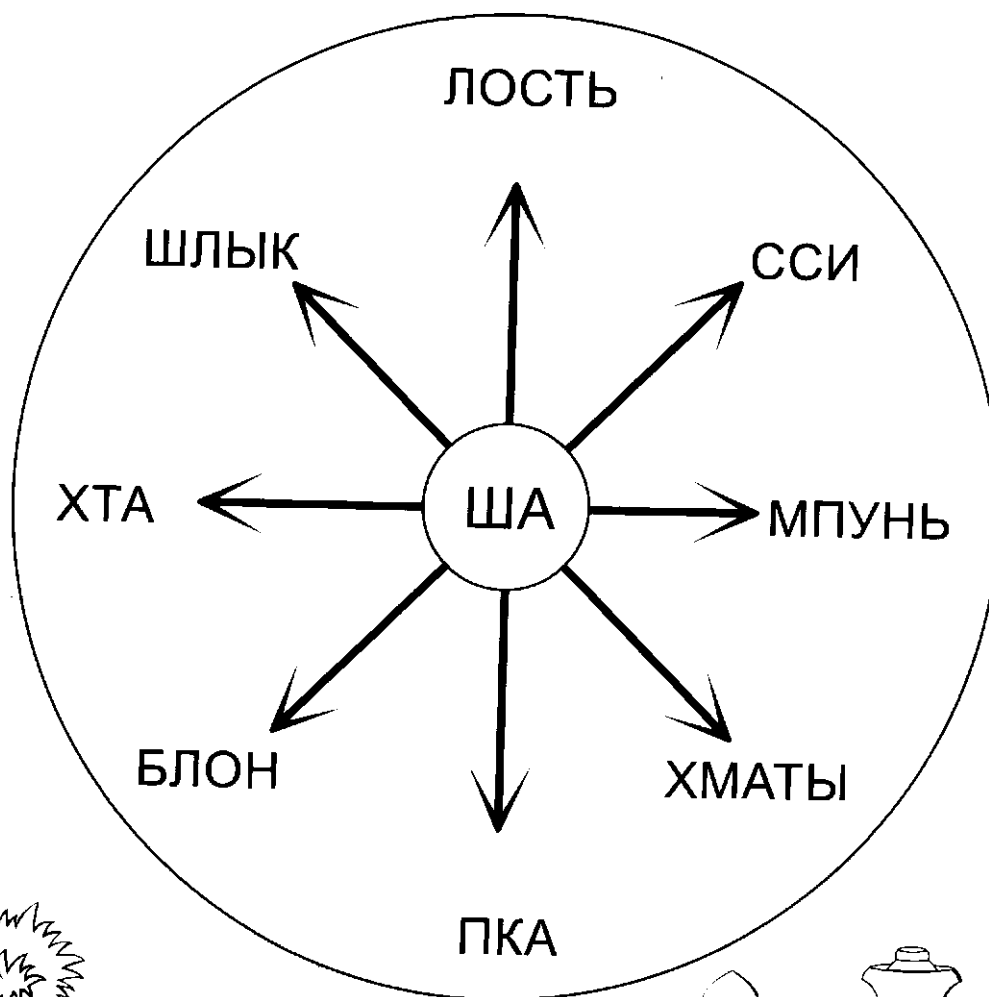 ЛОСТЬ
ШЛЫК
ССИ
ХТА
ША
МПУНЬ
БЛОН
ХМАТЫ
ПКА